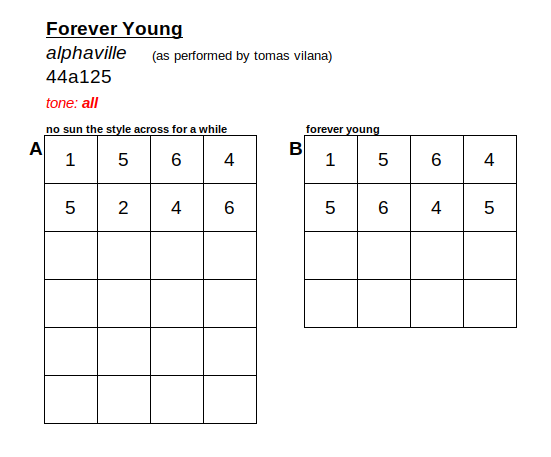 Forever Young
alphaville (as performed by tomas vilana)
44a125
tone: all
no sun the style across for a while
A
1 5 6 4
5 2 4 6
forever young
B
1 5 6 4
5 6 4 5